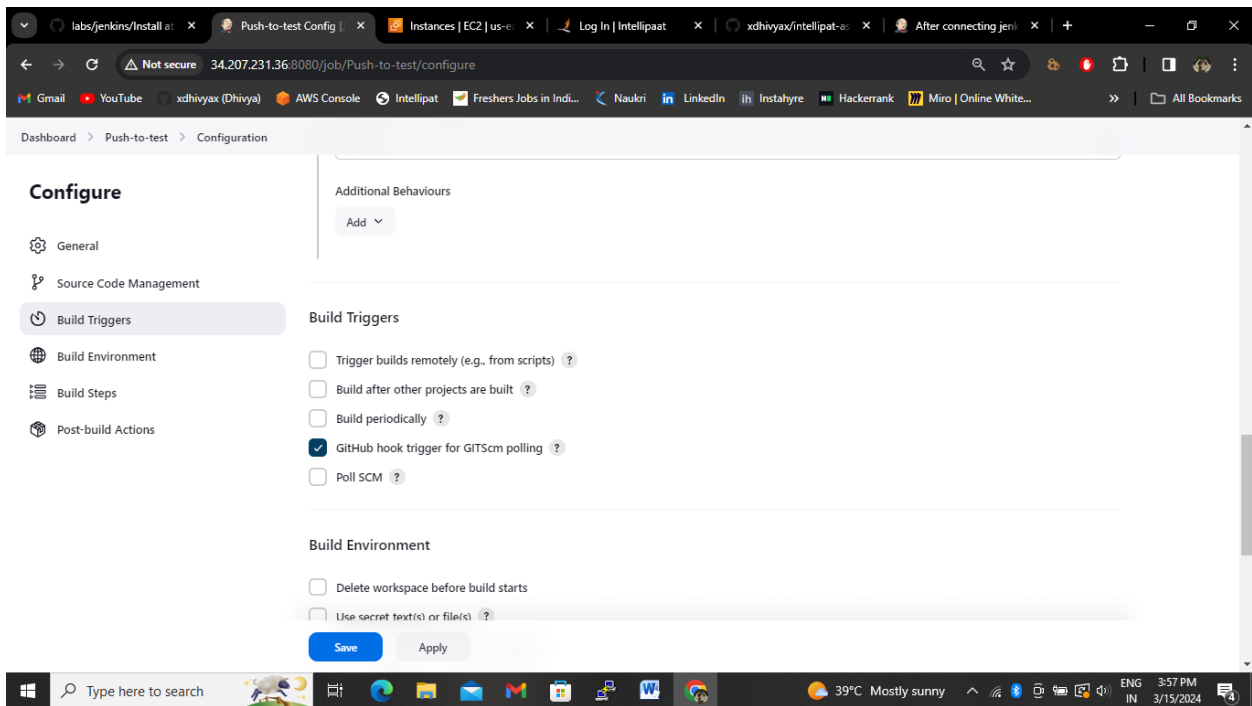 labs/jenkins/Install at
Push-to-test Config |
Instances | EC2 | us-e
Log In | Intellipaat
xdhivyax/intellipat-as
After connecting jenk
Not secure 34.207.231.36:8080/job/Push-to-test/configure
Gmail YouTube xdhivyax (Dhivya) AWS Console Intellipat Freshers Jobs in Indi... Naukri LinkedIn Instahyre Hackerrank Miro | Online White... » All Bookmarks
Dashboard > Push-to-test > Configuration
Configure
General
Source Code Management
Build Triggers
Build Environment
Build Steps
Post-build Actions
Additional Behaviours
Add
Build Triggers
Trigger builds remotely (e.g., from scripts) ?
Build after other projects are built ?
Build periodically ?
GitHub hook trigger for GITScm polling ?
Poll SCM ?
Build Environment
Delete workspace before build starts
Use secret text(s) or file(s) ?
Save Apply
Type here to search
39°C Mostly sunny
ENG
IN
3:57 PM
3/15/2024
4